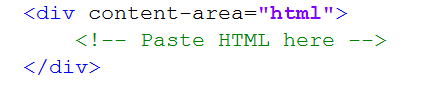 <div content-area="html">
<!-- Paste HTML here -->
</div>